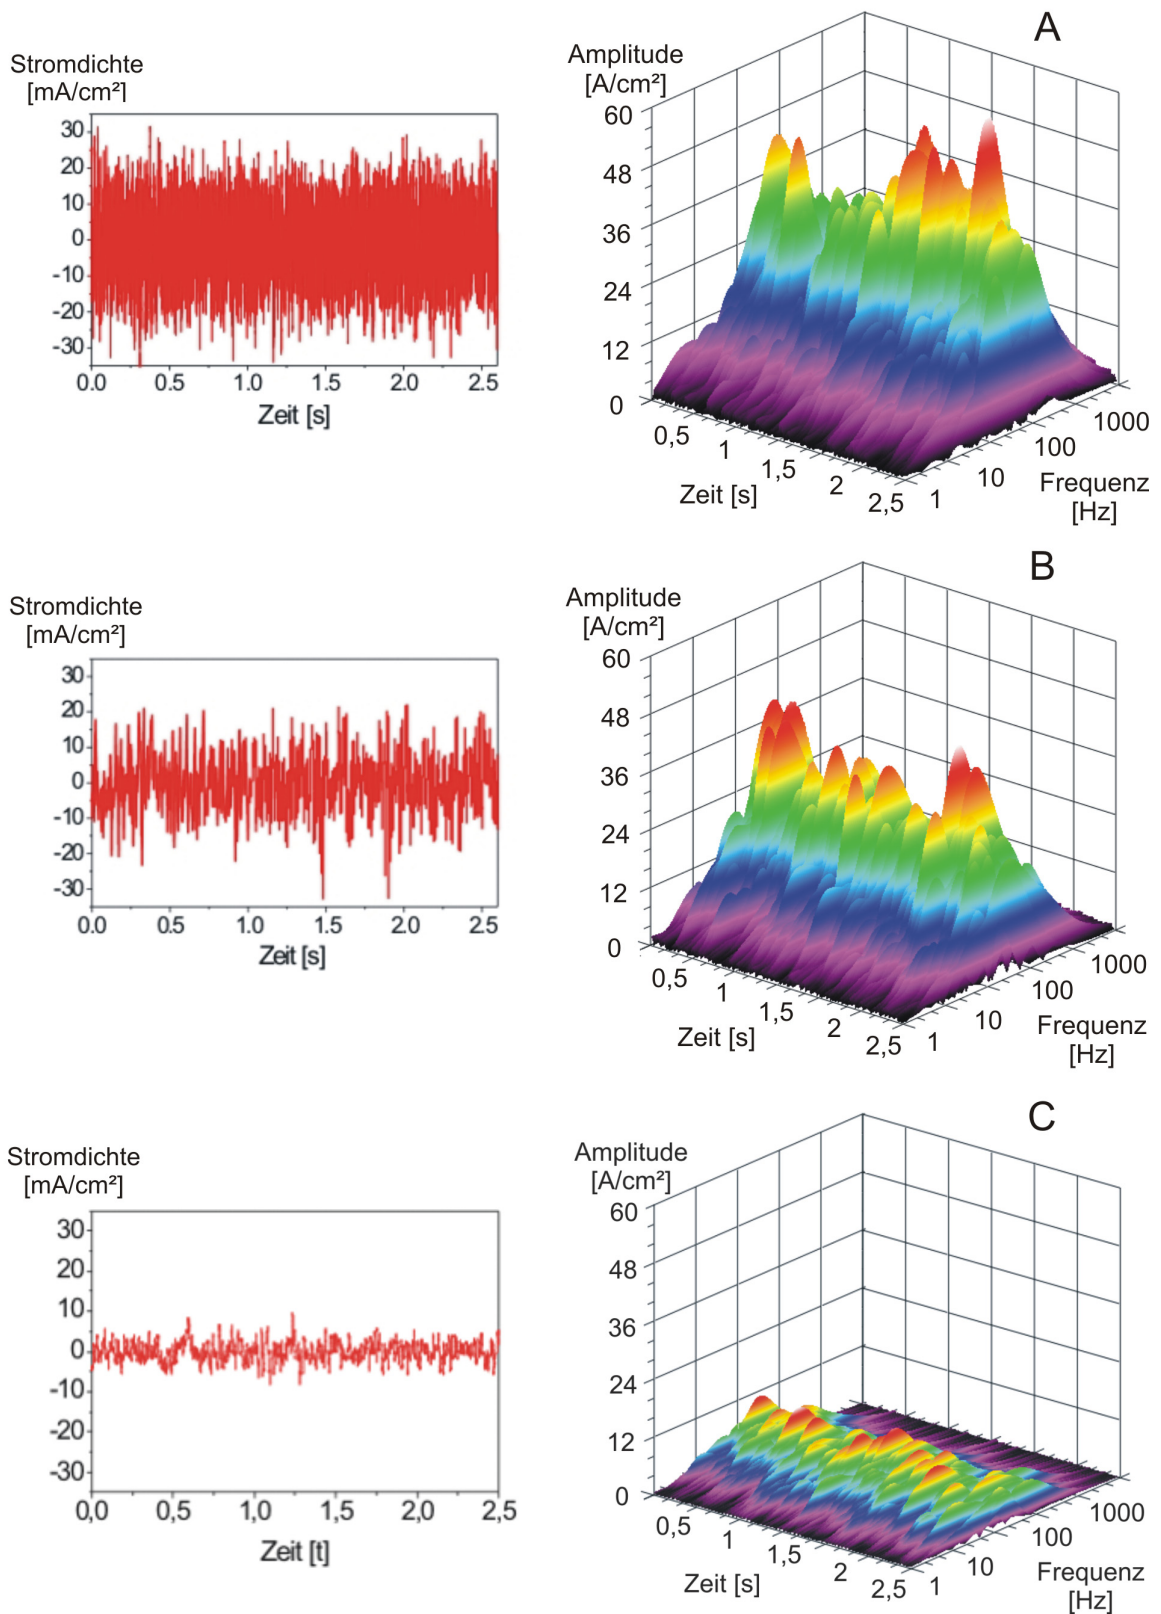 A
Stromdichte
[mA/cm²]
30
20
10
0
-10
-20
-30
0.0 0.5 1.0 1.5 2.0 2.5
Zeit [s]
Amplitude
[A/cm²]
60
48
36
24
12
0
0,5 1 1,5 2 2,5
Zeit [s]
1 10 100 1000
Frequenz
[Hz]
B
Stromdichte
[mA/cm²]
30
20
10
0
-10
-20
-30
0.0 0.5 1.0 1.5 2.0 2.5
Zeit [s]
Amplitude
[A/cm²]
60
48
36
24
12
0
0,5 1 1,5 2 2,5
Zeit [s]
1 10 100 1000
Frequenz
[Hz]
C
Stromdichte
[mA/cm²]
30
20
10
0
-10
-20
-30
0,0 0,5 1,0 1,5 2,0 2,5
Zeit [t]
Amplitude
[A/cm²]
60
48
36
24
12
0
0,5 1 1,5 2 2,5
Zeit [s]
1 10 100 1000
Frequenz
[Hz]